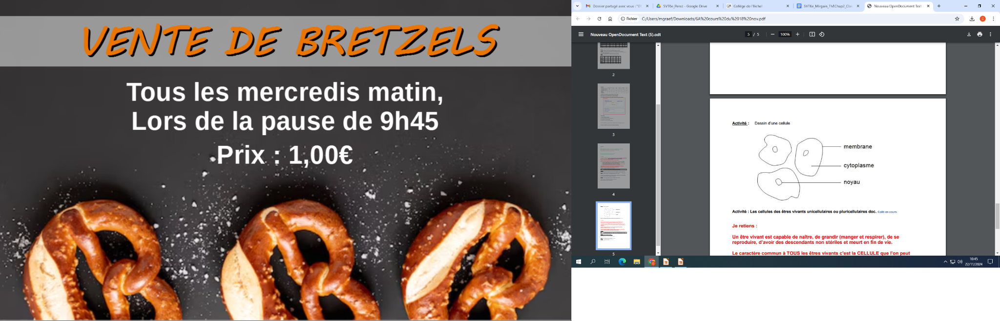 VENTE DE BRETZELS
Tous les mercredis matin,
Lors de la pause de 9h45
Prix : 1,00€
Dossier partagé avec vous : "01
SVT6e_Perez - Google Drive
Collège de l'Eichel
SVT6e_Mirgain_Th1Chap2_Clas
Nouveau OpenDocument Text
Fichier
C:/Users/mgraef/Downloads/6A%20cours%20du%2018%20nov.pdf
Nouveau OpenDocument Text (5).odt
5 / 5
100%
2
3
4
5
Activité : Dessin d'une cellule
membrane
cytoplasme
noyau
Activité : Les cellules des êtres vivants unicellulaires ou pluricellulaires doc. Collé en cours
Je retiens :
Un être vivant est capable de naître, de grandir (manger et respirer), de se
reproduire, d'avoir des descendants non stériles et meurt en fin de vie.
Le caractère commun à TOUS les êtres vivants c'est la CELLULE que l'on peut
10:45
22/11/2024